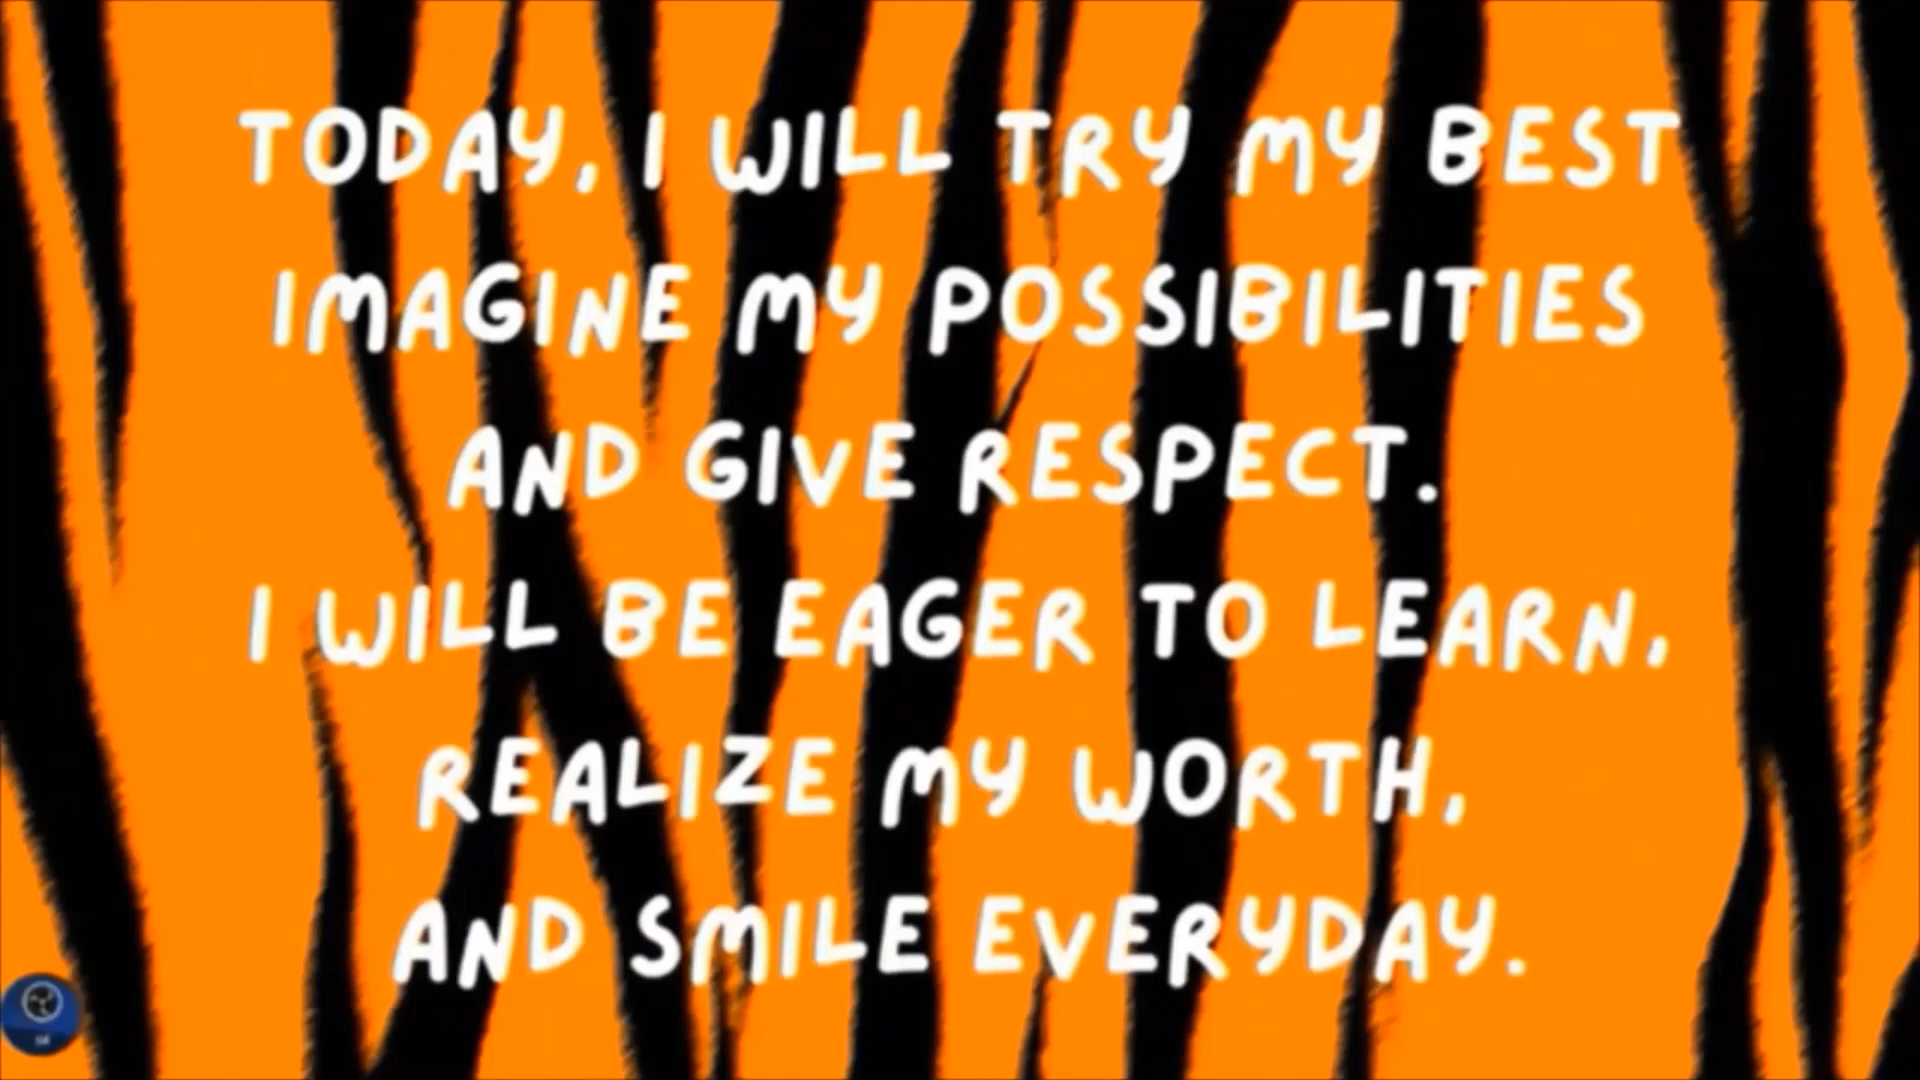 TODAY, I WILL TRY MY BEST
IMAGINE MY POSSIBILITIES
AND GIVE RESPECT.
I WILL BE EAGER TO LEARN,
REALIZE MY WORTH,
AND SMILE EVERYDAY.